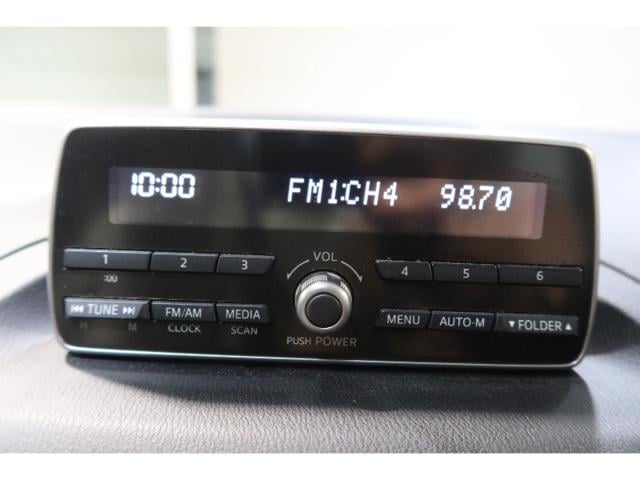 10:00 FM1:CH4 98.70
1 2 3 VOL 4 5 6
:00
⏮ TUNE ⏭ FM/AM MEDIA MENU AUTO-M ▼ FOLDER ▲
H M CLOCK SCAN
PUSH POWER